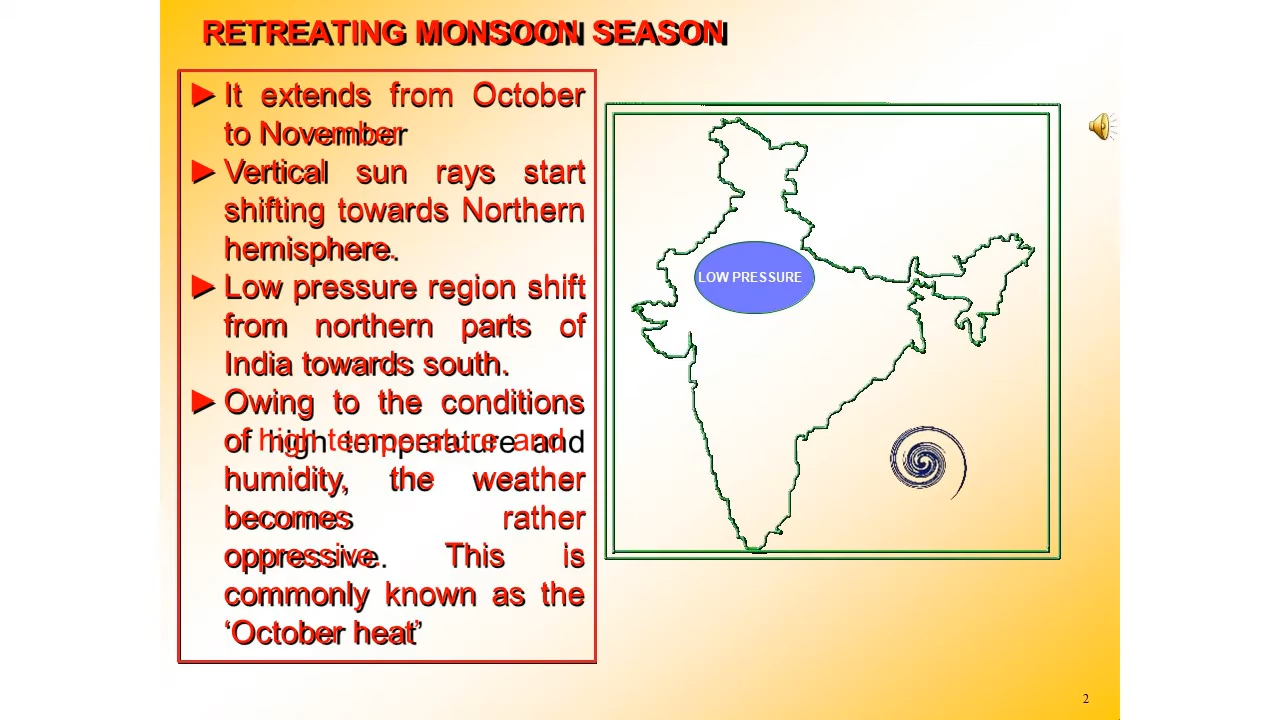 RETREATING MONSOON SEASON
► It extends from October
to November
► Vertical sun rays start
shifting towards Northern
hemisphere.
► Low pressure region shift
from northern parts of
India towards south.
► Owing to the conditions
of high temperature and
humidity, the weather
becomes rather
oppressive. This is
commonly known as the
‘October heat’
LOW PRESSURE
2